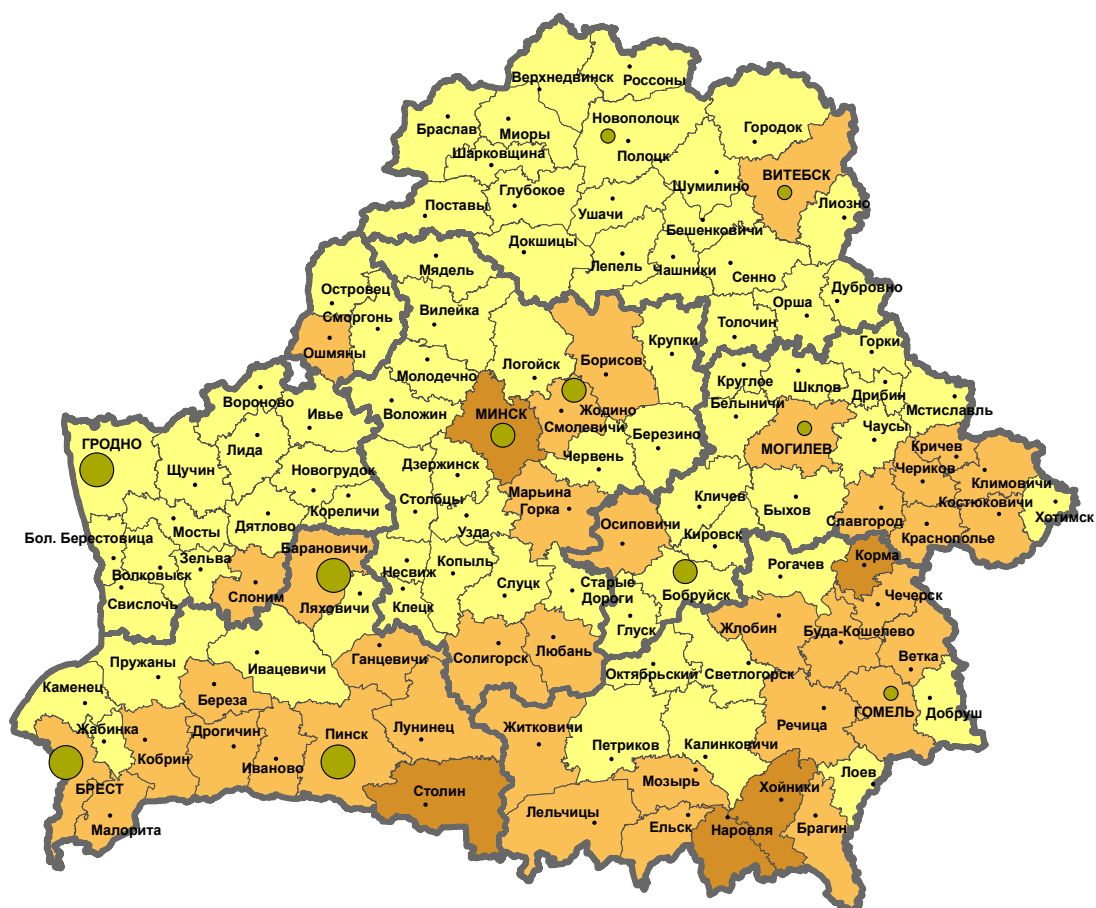 Верхнедвинск
Россоны
Браслав
Миоры
Новополоцк
Городок
Шарковщина
Полоцк
ВИТЕБСК
Глубокое
Шумилино
Поставы
Ушачи
Лиозно
Бешенковичи
Докшицы
Лепель
Чашники
Сенно
Мядель
Островец
Дубровно
Сморгонь
Вилейка
Орша
Толочин
Ошмяны
Борисов
Крупки
Горки
Логойск
Молодечно
Круглое
Шклов
Дрибин
Вороново
Ивье
Воложин
МИНСК
Жодино
Смолевичи
Белыничи
Мстиславль
Чаусы
ГРОДНО
Лида
Березино
МОГИЛЕВ
Кричев
Щучин
Новогрудок
Дзержинск
Червень
Чериков
Климовичи
Столбцы
Марьина
Горка
Кличев
Костюковичи
Кореличи
Быхов
Славгород
Хотимск
Дятлово
Мосты
Узда
Осиповичи
Краснополье
Бол. Берестовица
Кировск
Барановичи
Зельва
Корма
Волковыск
Несвиж
Копыль
Рогачев
Слуцк
Старые
Дороги
Бобруйск
Слоним
Чечерск
Свислочь
Ляховичи
Клецк
Глуск
Жлобин
Буда-Кошелево
Любань
Солигорск
Ганцевичи
Ветка
Пружаны
Ивацевичи
Октябрьский
Светлогорск
Каменец
Береза
ГОМЕЛЬ
Добруш
Жабинка
Дрогичин
Пинск
Лунинец
Житковичи
Речица
Кобрин
Иваново
Петриков
Калинковичи
Лоев
БРЕСТ
Столин
Мозырь
Хойники
Малорита
Лельчицы
Ельск
Наровля
Брагин